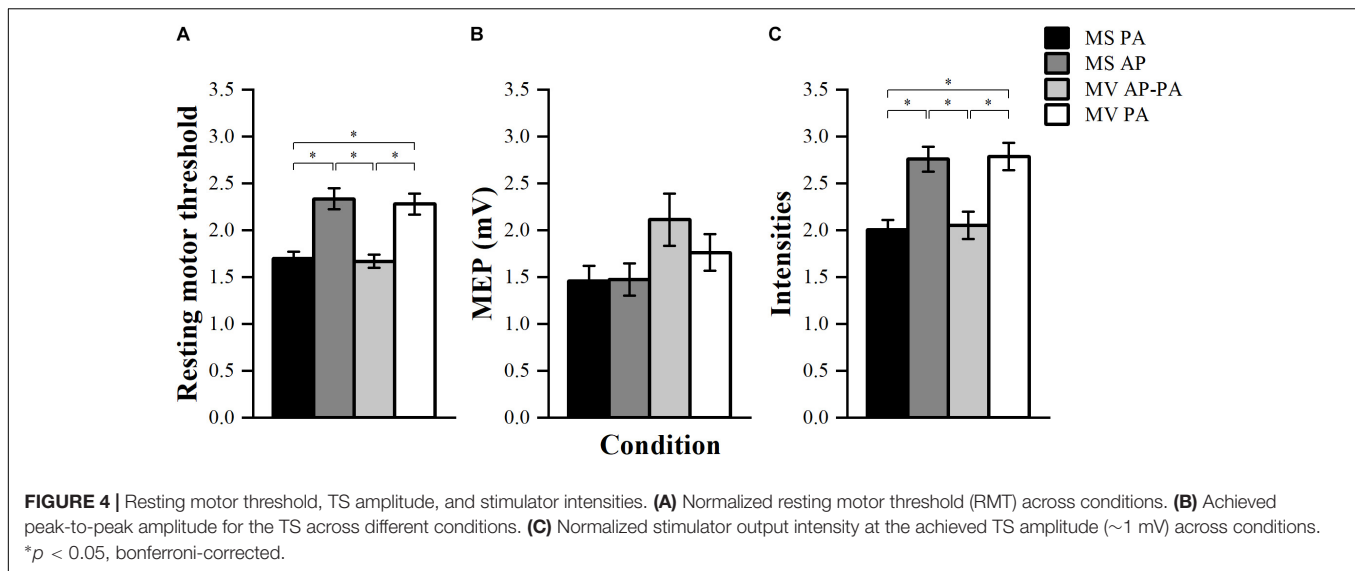 A
B
C
MS PA
MS AP
MV AP-PA
MV PA
Resting motor threshold
3.5
3.0
2.5
2.0
1.5
1.0
0.5
0.0
*
* * *
MEP (mV)
3.5
3.0
2.5
2.0
1.5
1.0
0.5
0.0
Intensities
3.5
3.0
2.5
2.0
1.5
1.0
0.5
0.0
*
* * *
Condition
FIGURE 4 | Resting motor threshold, TS amplitude, and stimulator intensities. (A) Normalized resting motor threshold (RMT) across conditions. (B) Achieved
peak-to-peak amplitude for the TS across different conditions. (C) Normalized stimulator output intensity at the achieved TS amplitude (∼1 mV) across conditions.
*p < 0.05, bonferroni-corrected.